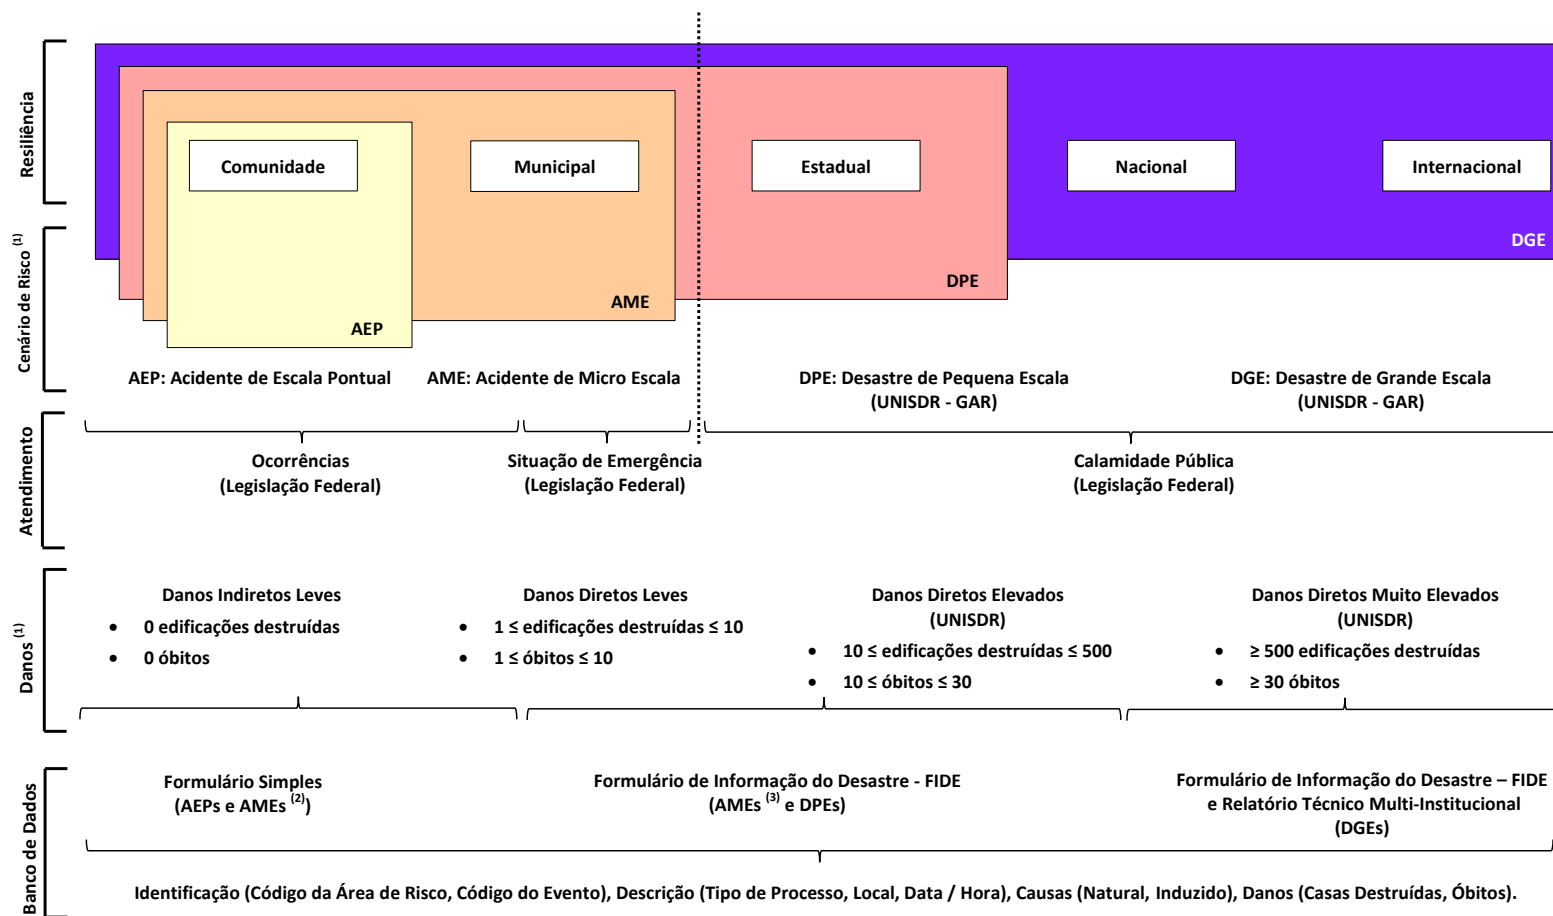 Resiliência
Comunidade
Municipal
Estadual
Nacional
Internacional
Cenário de Risco (1)
DGE
DPE
AME
AEP
AEP: Acidente de Escala Pontual
AME: Acidente de Micro Escala
DPE: Desastre de Pequena Escala
(UNISDR - GAR)
DGE: Desastre de Grande Escala
(UNISDR - GAR)
Atendimento
Ocorrências
(Legislação Federal)
Situação de Emergência
(Legislação Federal)
Calamidade Pública
(Legislação Federal)
Danos (1)
Danos Indiretos Leves
• 0 edificações destruídas
• 0 óbitos
Danos Diretos Leves
• 1 ≤ edificações destruídas ≤ 10
• 1 ≤ óbitos ≤ 10
Danos Diretos Elevados
(UNISDR)
• 10 ≤ edificações destruídas ≤ 500
• 10 ≤ óbitos ≤ 30
Danos Diretos Muito Elevados
(UNISDR)
• ≥ 500 edificações destruídas
• ≥ 30 óbitos
Banco de Dados
Formulário Simples
(AEPs e AMEs (2))
Formulário de Informação do Desastre - FIDE
(AMEs (3) e DPEs)
Formulário de Informação do Desastre – FIDE
e Relatório Técnico Multi-Institucional
(DGEs)
Identificação (Código da Área de Risco, Código do Evento), Descrição (Tipo de Processo, Local, Data / Hora), Causas (Natural, Induzido), Danos (Casas Destruídas, Óbitos).